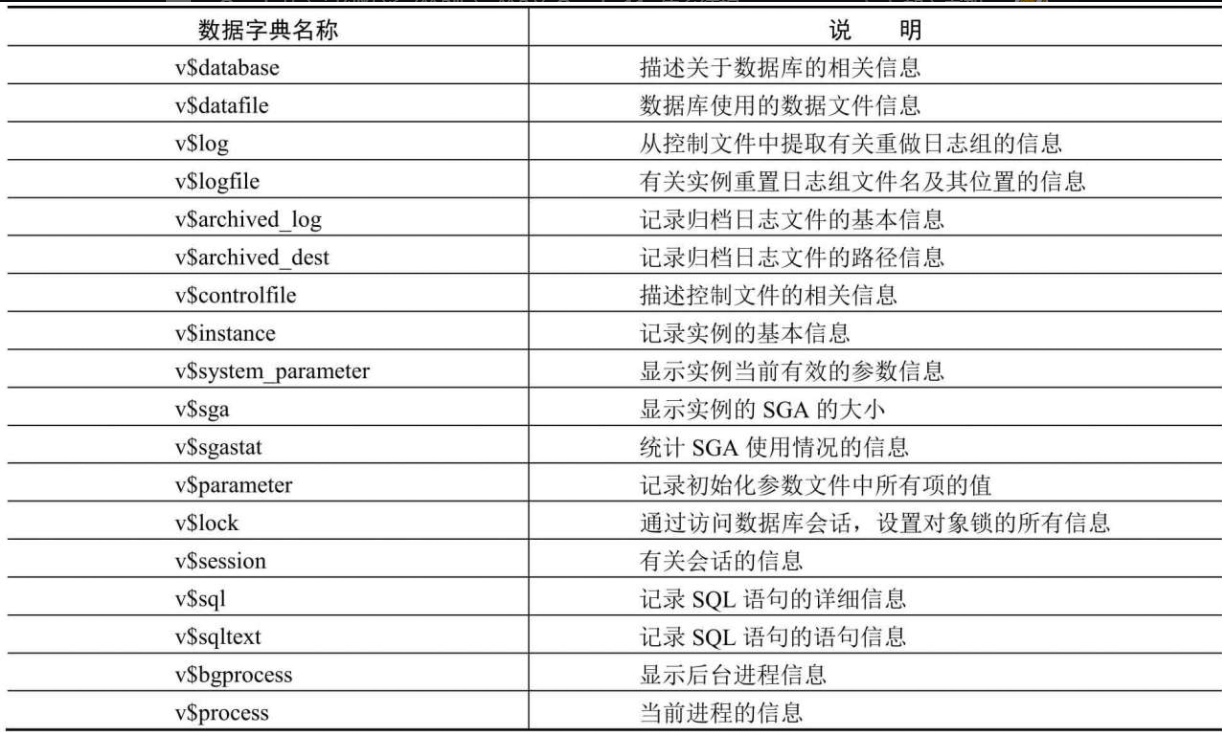 数据字典名称 说 明
v$database 描述关于数据库的相关信息
v$datafile 数据库使用的数据文件信息
v$log 从控制文件中提取有关重做日志组的信息
v$logfile 有关实例重置日志组文件名及其位置的信息
v$archived_log 记录归档日志文件的基本信息
v$archived_dest 记录归档日志文件的路径信息
v$controlfile 描述控制文件的相关信息
v$instance 记录实例的基本信息
v$system_parameter 显示实例当前有效的参数信息
v$sga 显示实例的 SGA 的大小
v$sgastat 统计 SGA 使用情况的信息
v$parameter 记录初始化参数文件中所有项的值
v$lock 通过访问数据库会话，设置对象锁的所有信息
v$session 有关会话的信息
v$sql 记录 SQL 语句的详细信息
v$sqltext 记录 SQL 语句的语句信息
v$bgprocess 显示后台进程信息
v$process 当前进程的信息